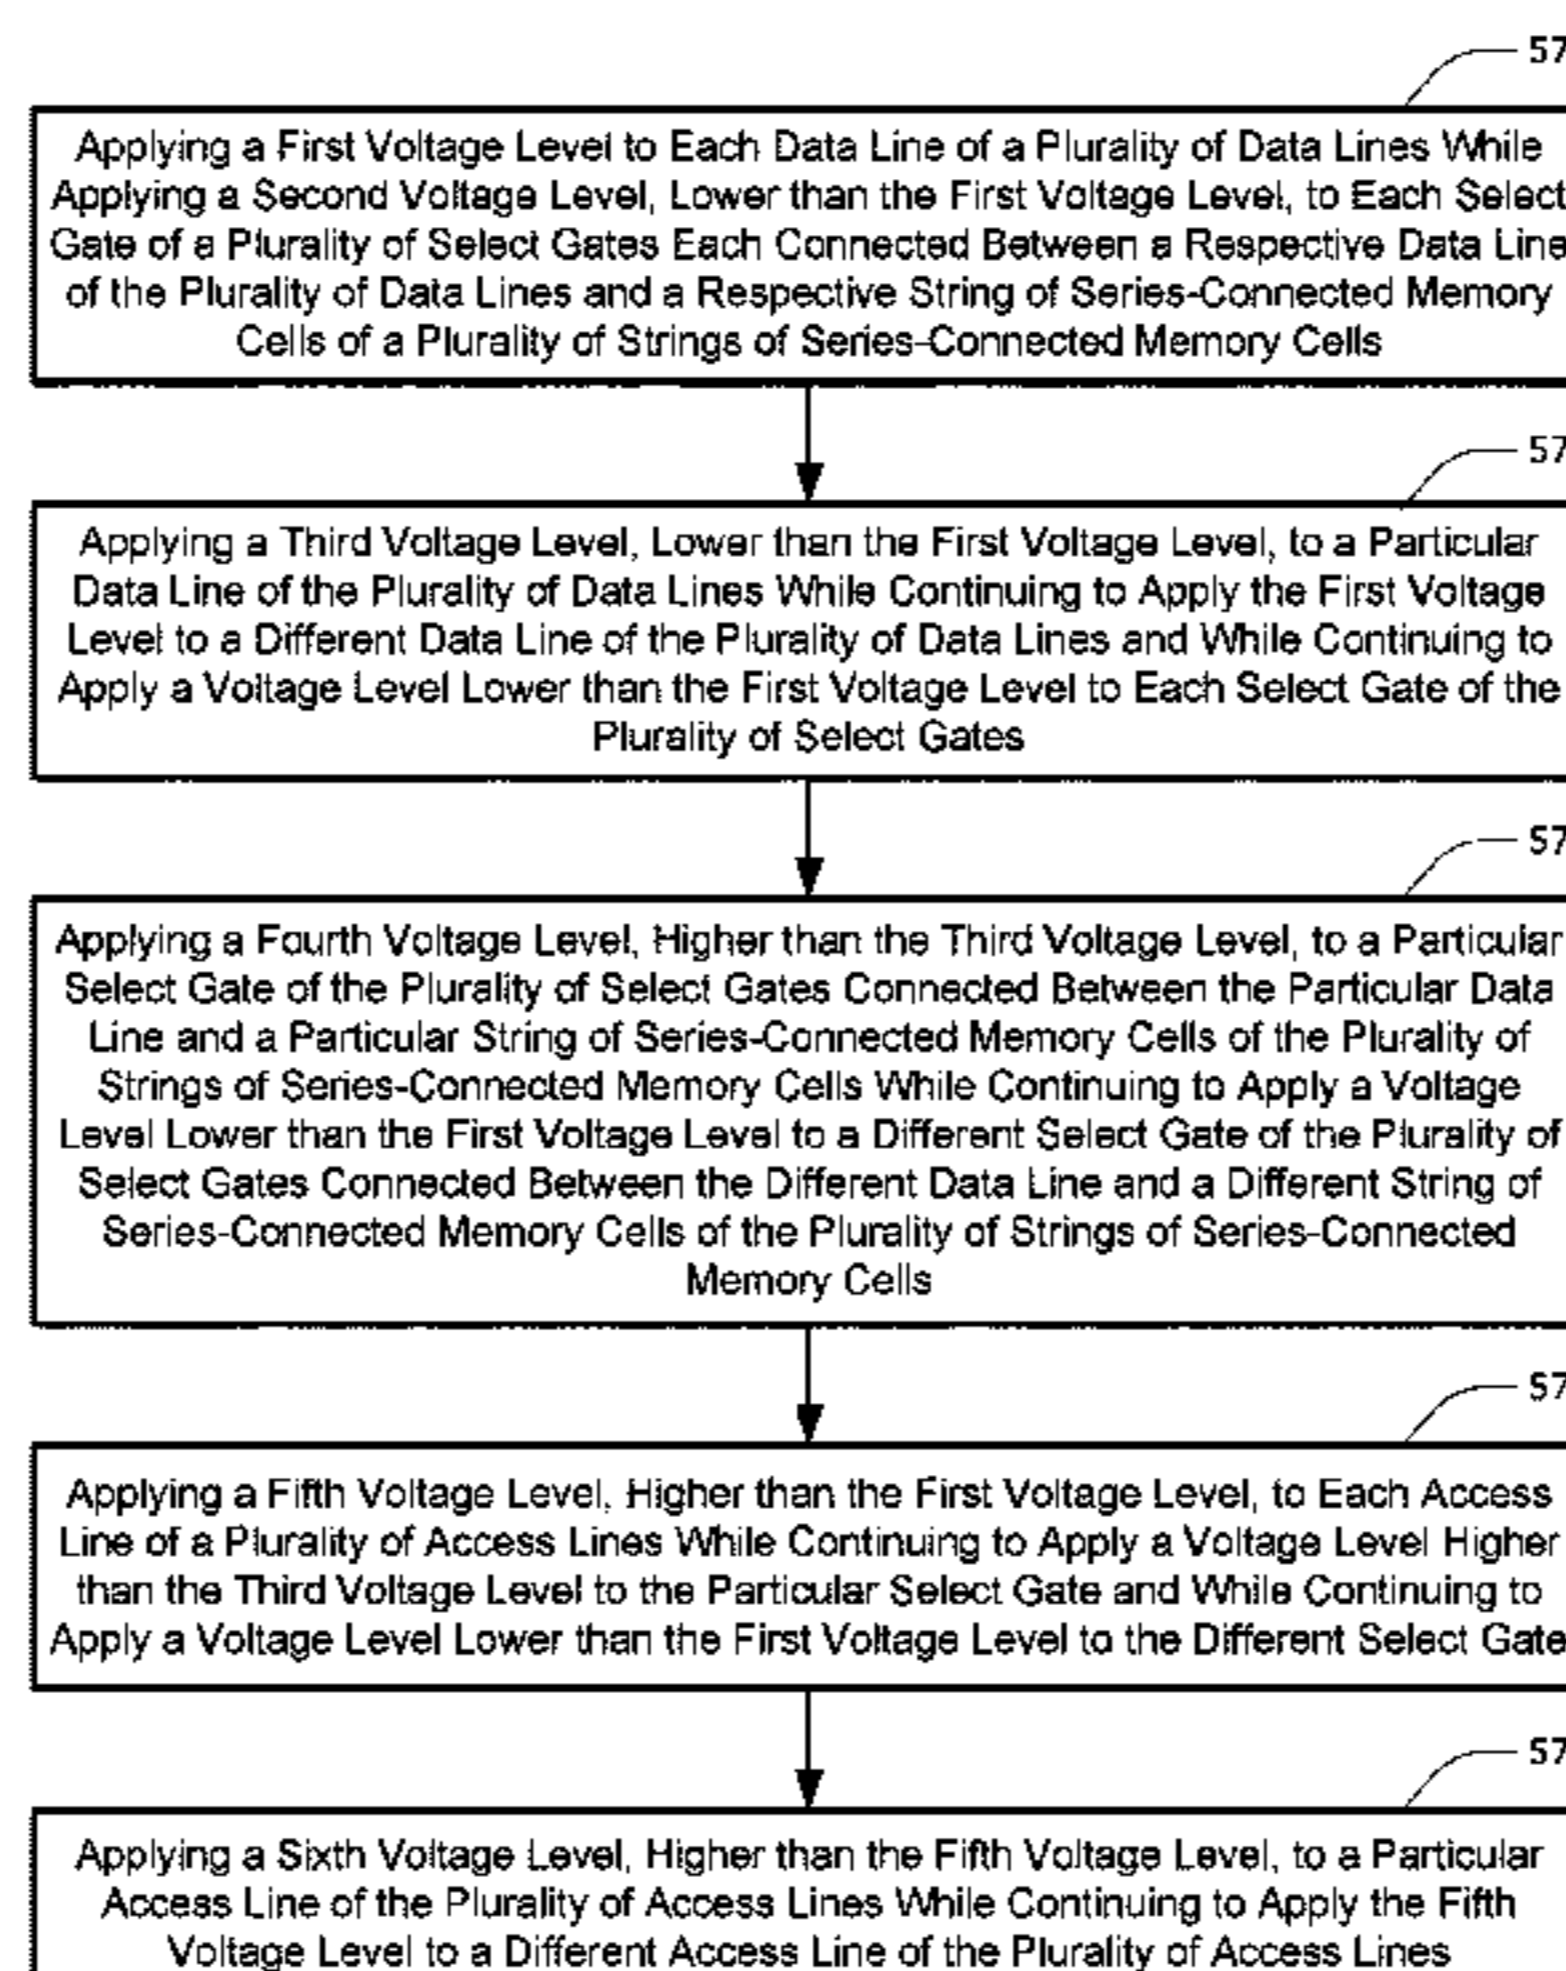 57
Applying a First Voltage Level to Each Data Line of a Plurality of Data Lines While
Applying a Second Voltage Level, Lower than the First Voltage Level, to Each Select
Gate of a Plurality of Select Gates Each Connected Between a Respective Data Line
of the Plurality of Data Lines and a Respective String of Series-Connected Memory
Cells of a Plurality of Strings of Series-Connected Memory Cells
57
Applying a Third Voltage Level, Lower than the First Voltage Level, to a Particular
Data Line of the Plurality of Data Lines While Continuing to Apply the First Voltage
Level to a Different Data Line of the Plurality of Data Lines and While Continuing to
Apply a Voltage Level Lower than the First Voltage Level to Each Select Gate of the
Plurality of Select Gates
57
Applying a Fourth Voltage Level, Higher than the Third Voltage Level, to a Particular
Select Gate of the Plurality of Select Gates Connected Between the Particular Data
Line and a Particular String of Series-Connected Memory Cells of the Plurality of
Strings of Series-Connected Memory Cells While Continuing to Apply a Voltage
Level Lower than the First Voltage Level to a Different Select Gate of the Plurality of
Select Gates Connected Between the Different Data Line and a Different String of
Series-Connected Memory Cells of the Plurality of Strings of Series-Connected
Memory Cells
57
Applying a Fifth Voltage Level, Higher than the First Voltage Level, to Each Access
Line of a Plurality of Access Lines While Continuing to Apply a Voltage Level Higher
than the Third Voltage Level to the Particular Select Gate and While Continuing to
Apply a Voltage Level Lower than the First Voltage Level to the Different Select Gate
57
Applying a Sixth Voltage Level, Higher than the Fifth Voltage Level, to a Particular
Access Line of the Plurality of Access Lines While Continuing to Apply the Fifth
Voltage Level to a Different Access Line of the Plurality of Access Lines